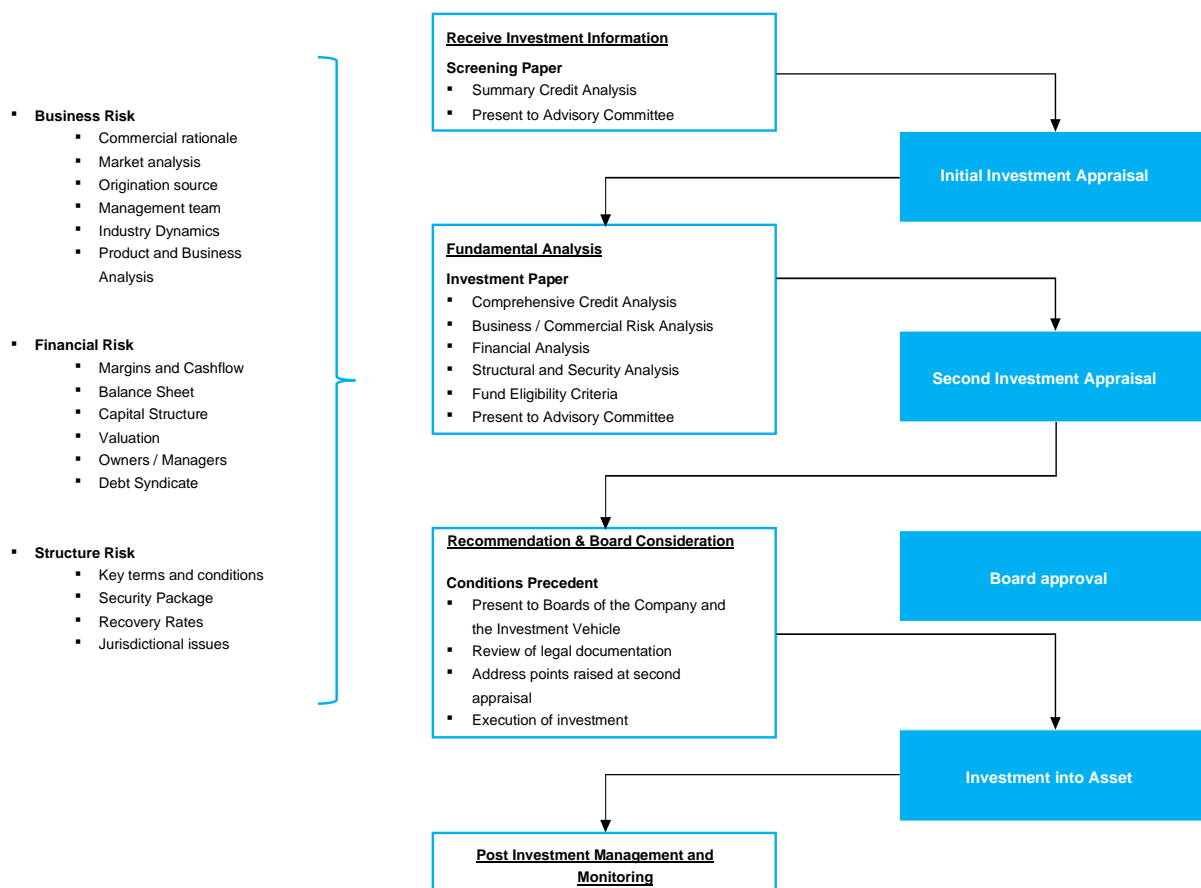 ▪ Business Risk
▪ Commercial rationale
▪ Market analysis
▪ Origination source
▪ Management team
▪ Industry Dynamics
▪ Product and Business
Analysis
▪ Financial Risk
▪ Margins and Cashflow
▪ Balance Sheet
▪ Capital Structure
▪ Valuation
▪ Owners / Managers
▪ Debt Syndicate
▪ Structure Risk
▪ Key terms and conditions
▪ Security Package
▪ Recovery Rates
▪ Jurisdictional issues
Receive Investment Information
Screening Paper
▪ Summary Credit Analysis
▪ Present to Advisory Committee
Initial Investment Appraisal
Fundamental Analysis
Investment Paper
▪ Comprehensive Credit Analysis
▪ Business / Commercial Risk Analysis
▪ Financial Analysis
▪ Structural and Security Analysis
▪ Fund Eligibility Criteria
▪ Present to Advisory Committee
Second Investment Appraisal
Recommendation & Board Consideration
Conditions Precedent
▪ Present to Boards of the Company and
the Investment Vehicle
▪ Review of legal documentation
▪ Address points raised at second
appraisal
▪ Execution of investment
Board approval
Investment into Asset
Post Investment Management and
Monitoring